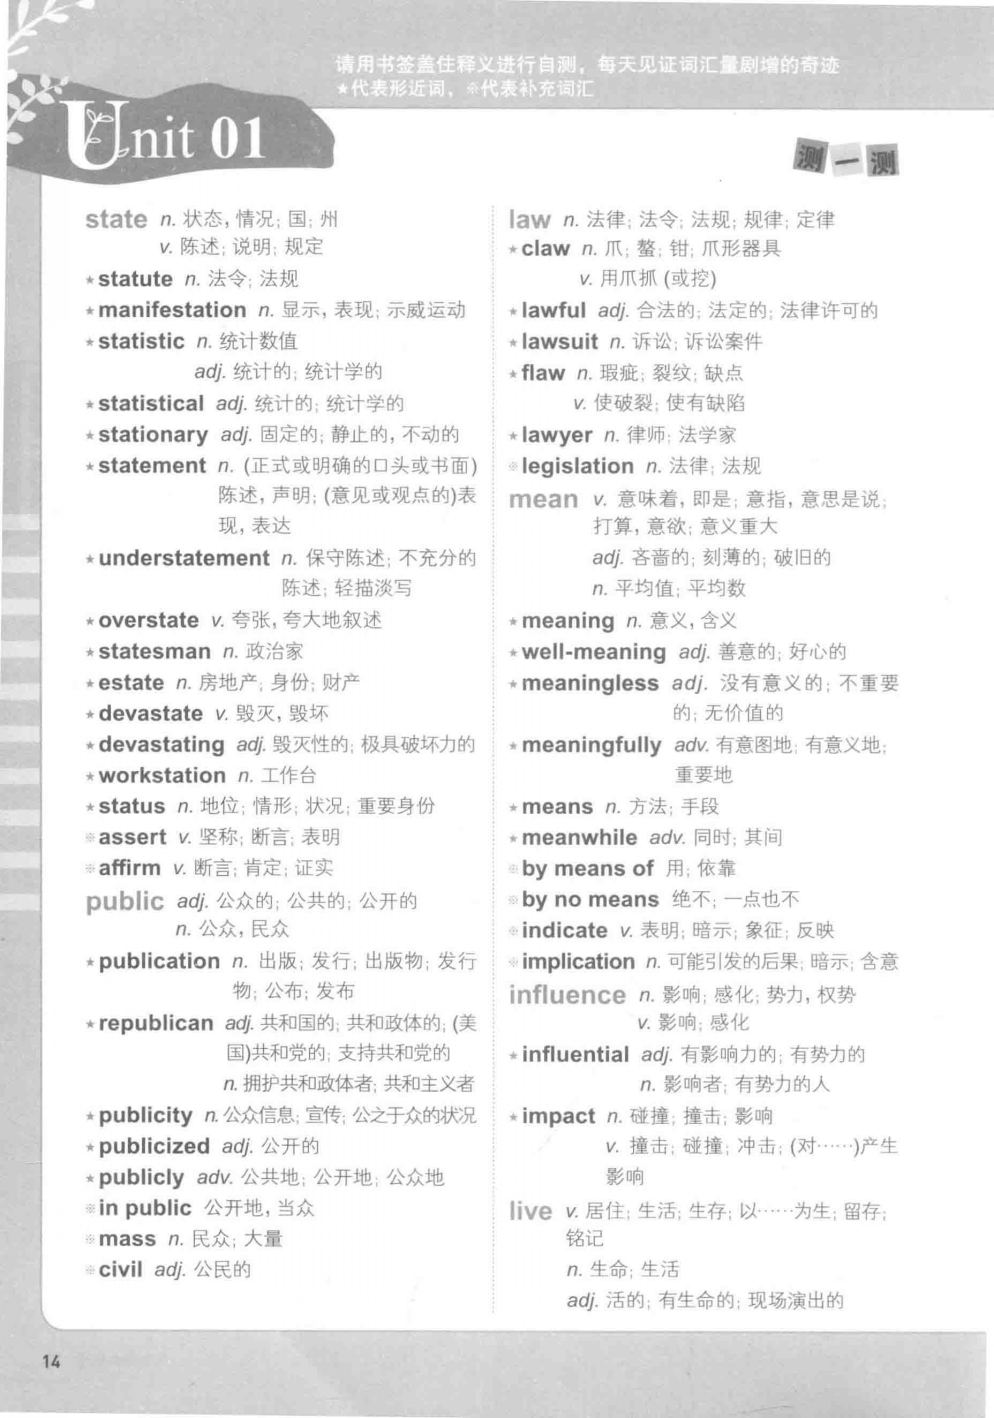 请用书签盖住释义进行自测，每天见证词汇量剧增的奇迹
★代表形近词，※代表补充词汇
Unit 01
测一测
state n. 状态，情况；国；州
v. 陈述；说明；规定
★statute n. 法令；法规
★manifestation n. 显示，表现；示威运动
★statistic n. 统计数值
adj. 统计的；统计学的
★statistical adj. 统计的；统计学的
★stationary adj. 固定的；静止的，不动的
★statement n. (正式或明确的口头或书面)
陈述，声明；(意见或观点的)表
现，表达
★understatement n. 保守陈述；不充分的
陈述；轻描淡写
★overstate v. 夸张，夸大地叙述
★statesman n. 政治家
★estate n. 房地产；身份；财产
★devastate v. 毁灭，毁坏
★devastating adj. 毁灭性的；极具破坏力的
★workstation n. 工作台
★status n. 地位；情形；状况；重要身份
※assert v. 坚称；断言；表明
※affirm v. 断言；肯定；证实
public adj. 公众的；公共的；公开的
n. 公众，民众
★publication n. 出版；发行；出版物；发行
物；公布；发布
★republican adj. 共和国的；共和政体的；(美
国)共和党的；支持共和党的
n. 拥护共和政体者；共和主义者
★publicity n. 公众信息；宣传；公之于众的状况
★publicized adj. 公开的
★publicly adv. 公共地；公开地；公众地
※in public 公开地，当众
※mass n. 民众；大量
※civil adj. 公民的
law n. 法律；法令；法规；规律；定律
★claw n. 爪；螯；钳；爪形器具
v. 用爪抓 (或挖)
★lawful adj. 合法的；法定的；法律许可的
★lawsuit n. 诉讼；诉讼案件
★flaw n. 瑕疵；裂纹；缺点
v. 使破裂；使有缺陷
★lawyer n. 律师；法学家
※legislation n. 法律；法规
mean v. 意味着，即是；意指，意思是说；
打算，意欲；意义重大
adj. 吝啬的；刻薄的；破旧的
n. 平均值；平均数
★meaning n. 意义，含义
★well-meaning adj. 善意的；好心的
★meaningless adj. 没有意义的；不重要
的；无价值的
★meaningfully adv. 有意图地；有意义地；
重要地
★means n. 方法；手段
★meanwhile adv. 同时；其间
※by means of 用；依靠
※by no means 绝不；一点也不
※indicate v. 表明；暗示；象征；反映
※implication n. 可能引发的后果；暗示；含意
influence n. 影响；感化；势力，权势
v. 影响；感化
★influential adj. 有影响力的；有势力的
n. 影响者；有势力的人
★impact n. 碰撞；撞击；影响
v. 撞击；碰撞；冲击；(对……)产生
影响
live v. 居住；生活；生存；以……为生；留存；
铭记
n. 生命；生活
adj. 活的；有生命的；现场演出的
14